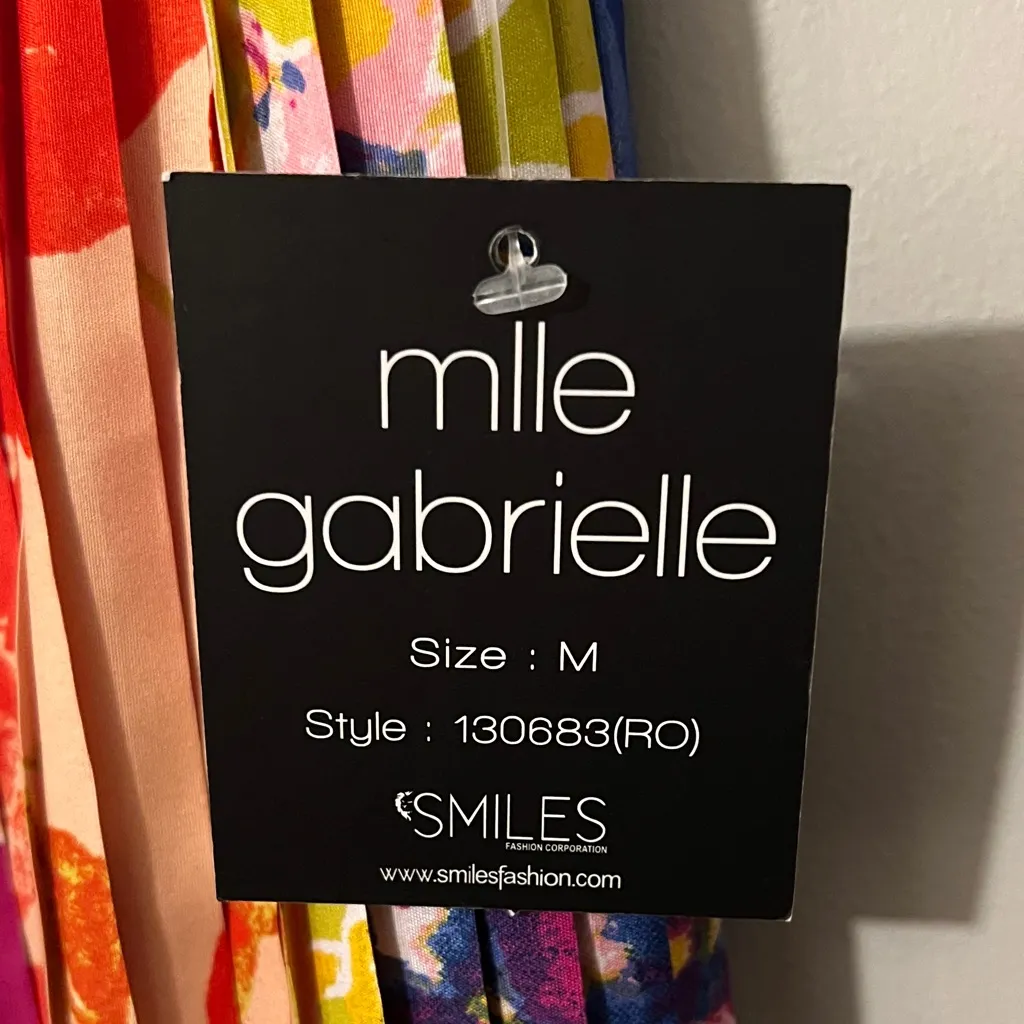 mlle
gabrielle
Size : M
Style : 130683(RO)
SMILES
FASHION CORPORATION
www.smilesfashion.com